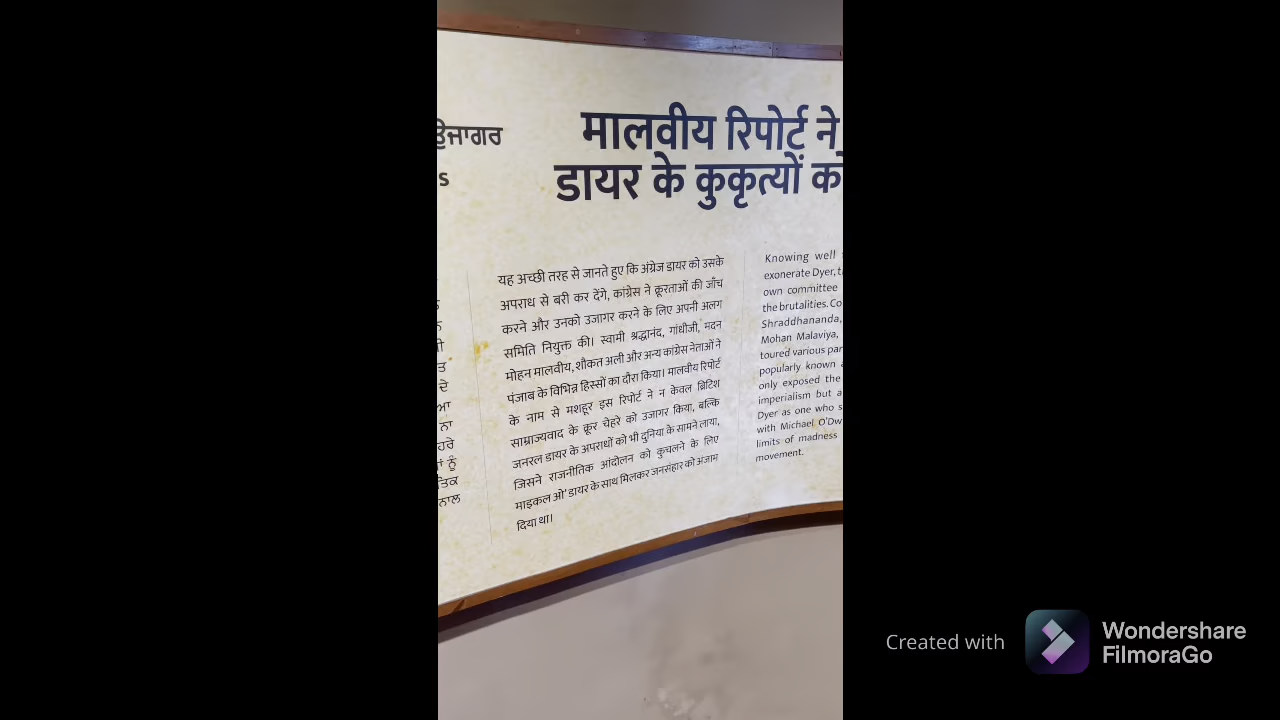 ਉਜਾਗਰ
s
मालवीय रिपोर्ट ने
डायर के कुकृत्यों को
यह अच्छी तरह से जानते हुए कि अंग्रेज डायर को उसके
अपराध से बरी कर देंगे, कांग्रेस ने क्रूरताओं की जाँच
करने और उनको उजागर करने के लिए अपनी अलग
समिति नियुक्त की। स्वामी श्रद्धानंद, गांधीजी, मदन
मोहन मालवीय, शौकत अली और अन्य कांग्रेस नेताओं ने
पंजाब के विभिन्न हिस्सों का दौरा किया। मालवीय रिपोर्ट
के नाम से मशहूर इस रिपोर्ट ने न केवल ब्रिटिश
साम्राज्यवाद के क्रूर चेहरे को उजागर किया, बल्कि
जनरल डायर के अपराधों को भी दुनिया के सामने लाया,
जिसने राजनीतिक आंदोलन को कुचलने के लिए
माइकल ओ' डायर के साथ मिलकर जनसंहार को अंजाम
दिया था।
Knowing well
exonerate Dyer,
own committee
the brutalities. Co
Shraddhananda,
Mohan Malaviya,
toured various par
popularly known
only exposed the
imperialism but a
Dyer as one who s
with Michael O'Dw
limits of madness
movement.
ਤ
ਦੇ
ਆ
ਨਾ
ਹਰੇ
ਾਂ ਨੂੰ
ਤਿਕ
ਨਾਲ
Created with
Wondershare
FilmoraGo